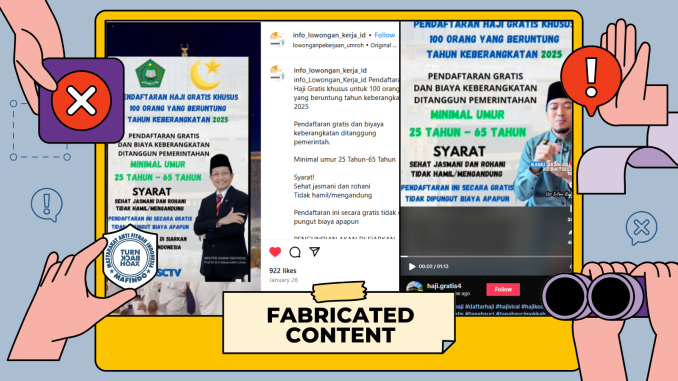 PENDAFTARAN HAJI GRATIS KHUSUS
100 ORANG YANG BERUNTUNG
TAHUN KEBERANGKATAN 2025
PENDAFTARAN GRATIS
DAN BIAYA KEBERANGKATAN
DITANGGUN PEMERINTAHAN
MINIMAL UMUR
25 TAHUN - 65 TAHUN
SYARAT
SEHAT JASMANI DAN ROHANI
TIDAK HAMIL/MENGANDUNG
PENDAFTARAN INI SECARA GRATIS
TIDAK DIPUNGUT BIAYA APAPUN
DI SIARKAN
SCTV
info_lowongan_kerja_id • Follow
lowonganpekerjaan_umroh • Original ...
info_lowongan_kerja_id
info_Lowongan_Kerja_id Pendaftara
Haji Gratis khusus untuk 100 orang
yang beruntung tahun keberangka
2025
Pendaftaran gratis dan biaya
keberangkatan ditanggung
pemerintah.
Minimal umur 25 Tahun-65 Tahun
Syarat!
Sehat jasmani dan rohani
Tidak hamil/mengandung
Pendaftaran ini secara gratis tidak
pungut biaya apapun
922 likes
January 26
PENDAFTARAN HAJI GRATIS KHUSUS
100 ORANG YANG BERUNTUNG
TAHUN KEBERANGKATAN 2025
PENDAFTARAN GRATIS
DAN BIAYA KEBERANGKATAN
DITANGGUN PEMERINTAHAN
MINIMAL UMUR
25 TAHUN - 65 TAHUN
SYARAT
SEHAT JASMANI DAN ROHANI
TIDAK HAMIL/MENGANDUNG
PENDAFTARAN INI SECARA GRATIS
TIDAK DIPUNGUT BIAYA APAPUN
00:02 / 01:13
haji.gratis4
Follow
#daftarhaji #hajiviral #hajikec
MASYARAKAT ANTI FITNAH INDONESIA
TURN
BACK
HOAX
MAFINDO
FABRICATED
CONTENT